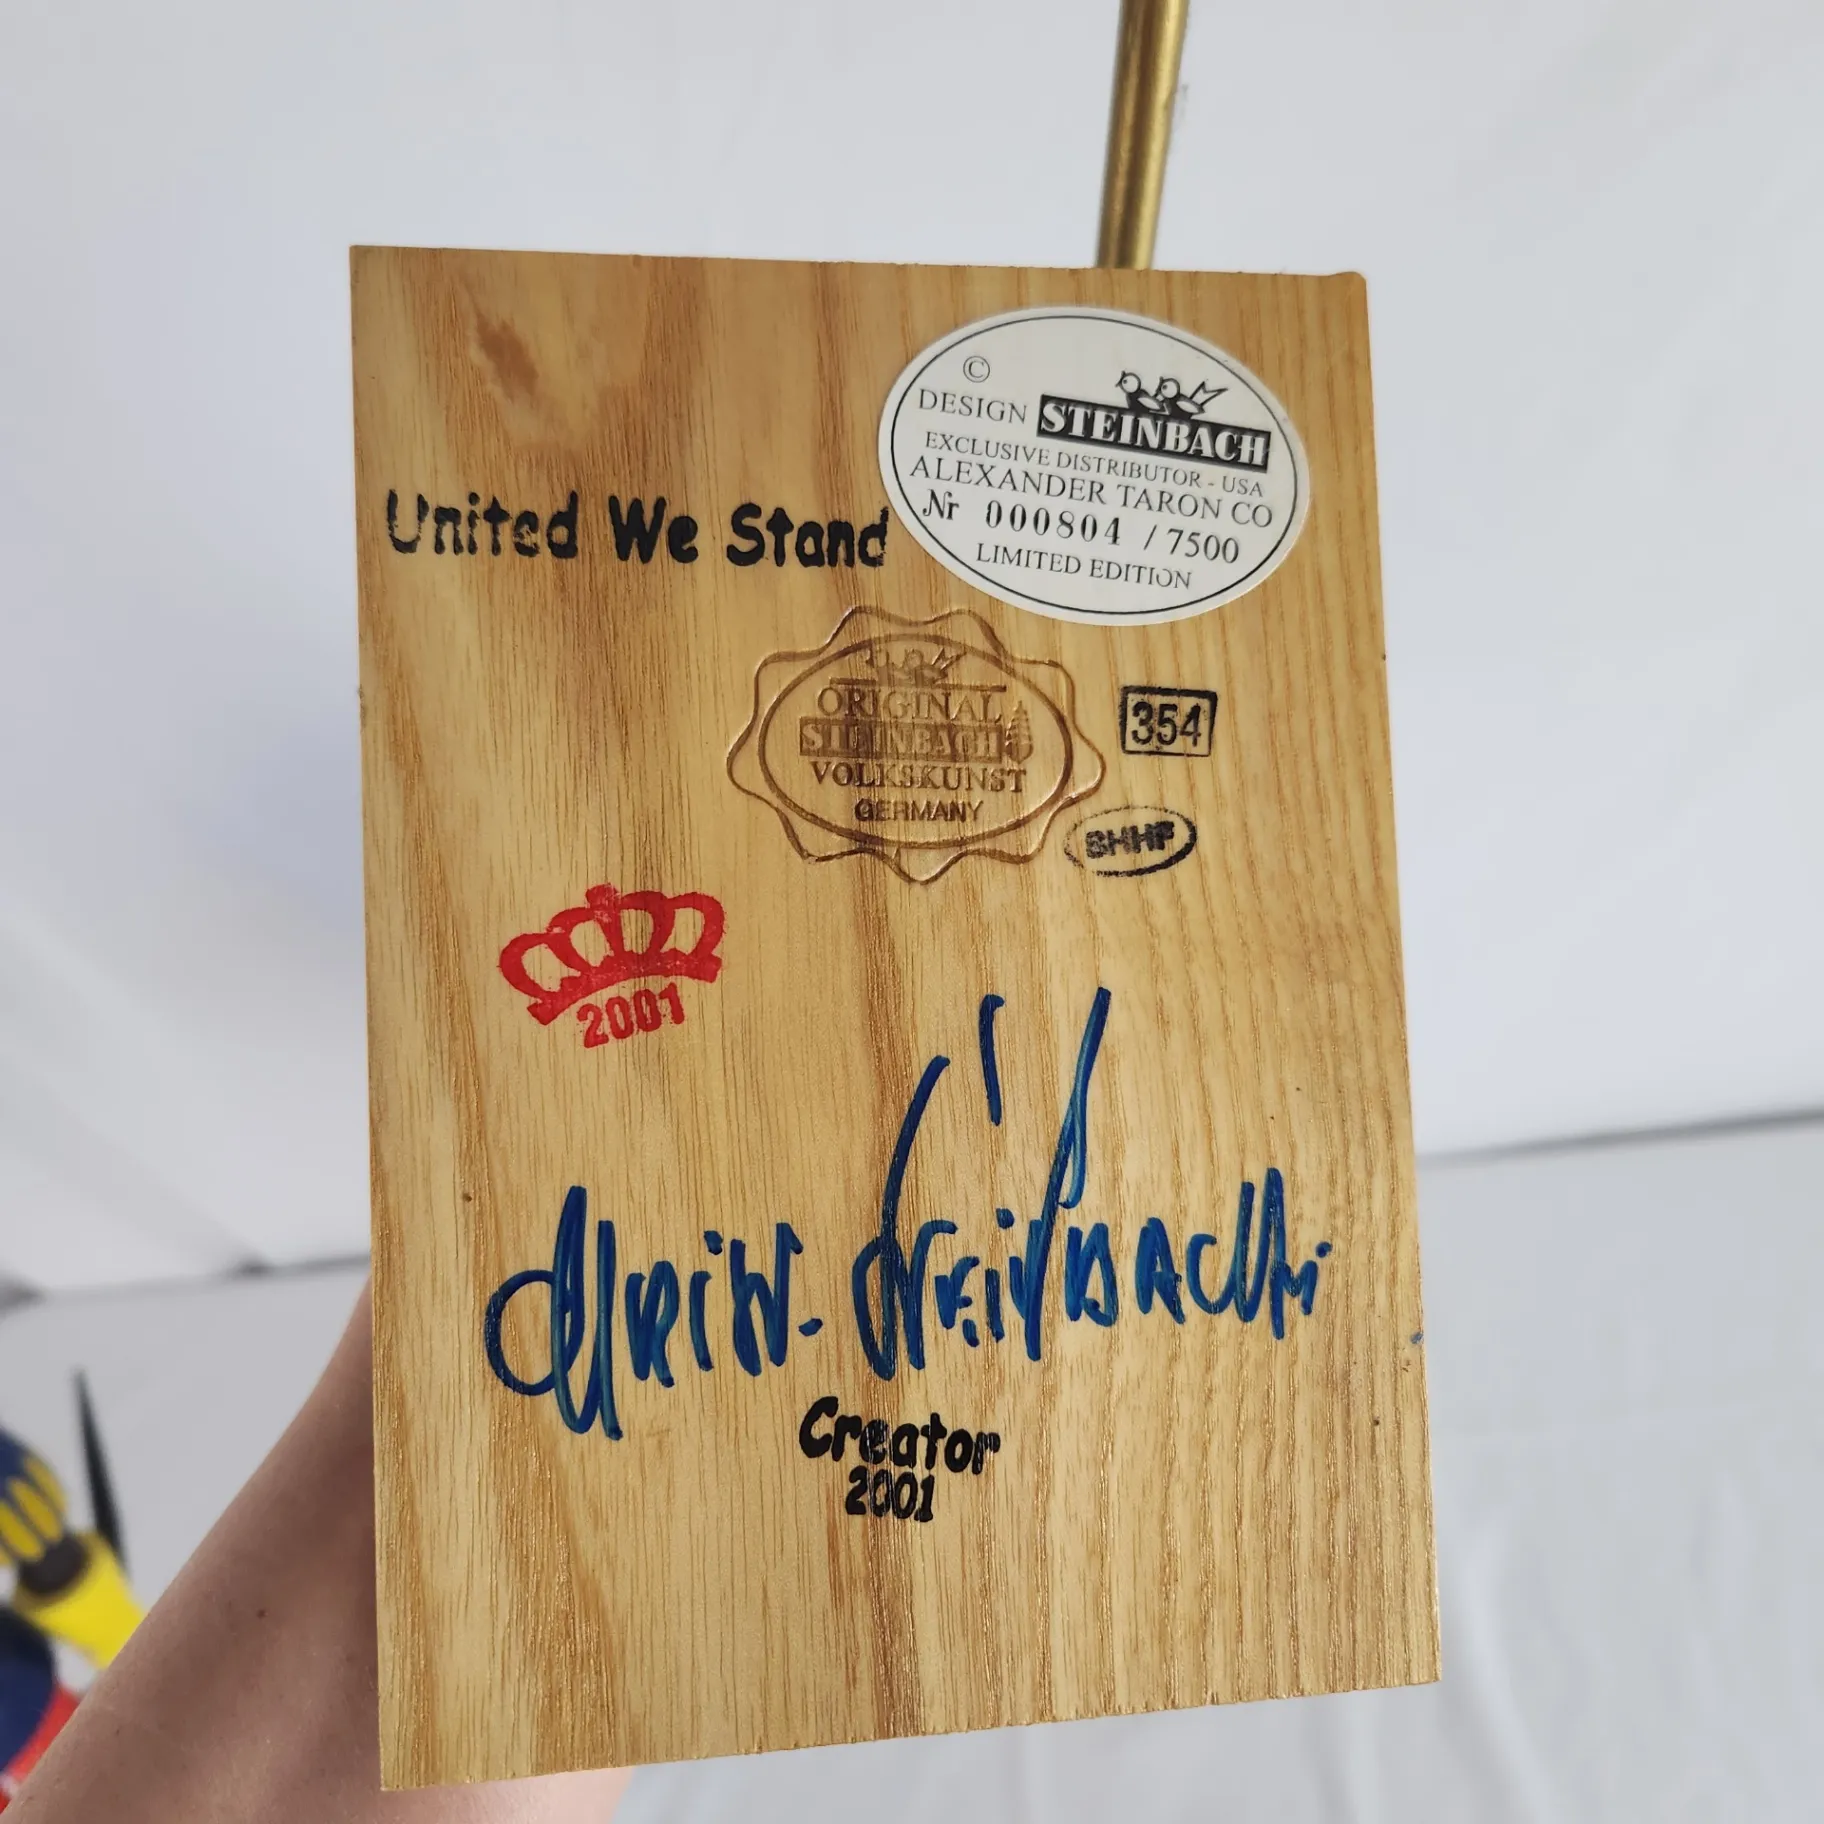 ©
DESIGN STEINBACH
EXCLUSIVE DISTRIBUTOR - USA
ALEXANDER TARON CO
Nr 000804 / 7500
LIMITED EDITION
United We Stand
ORIGINAL
STEINBACH
VOLKSKUNST
GERMANY
354
BHHF
2001
Creator
2001